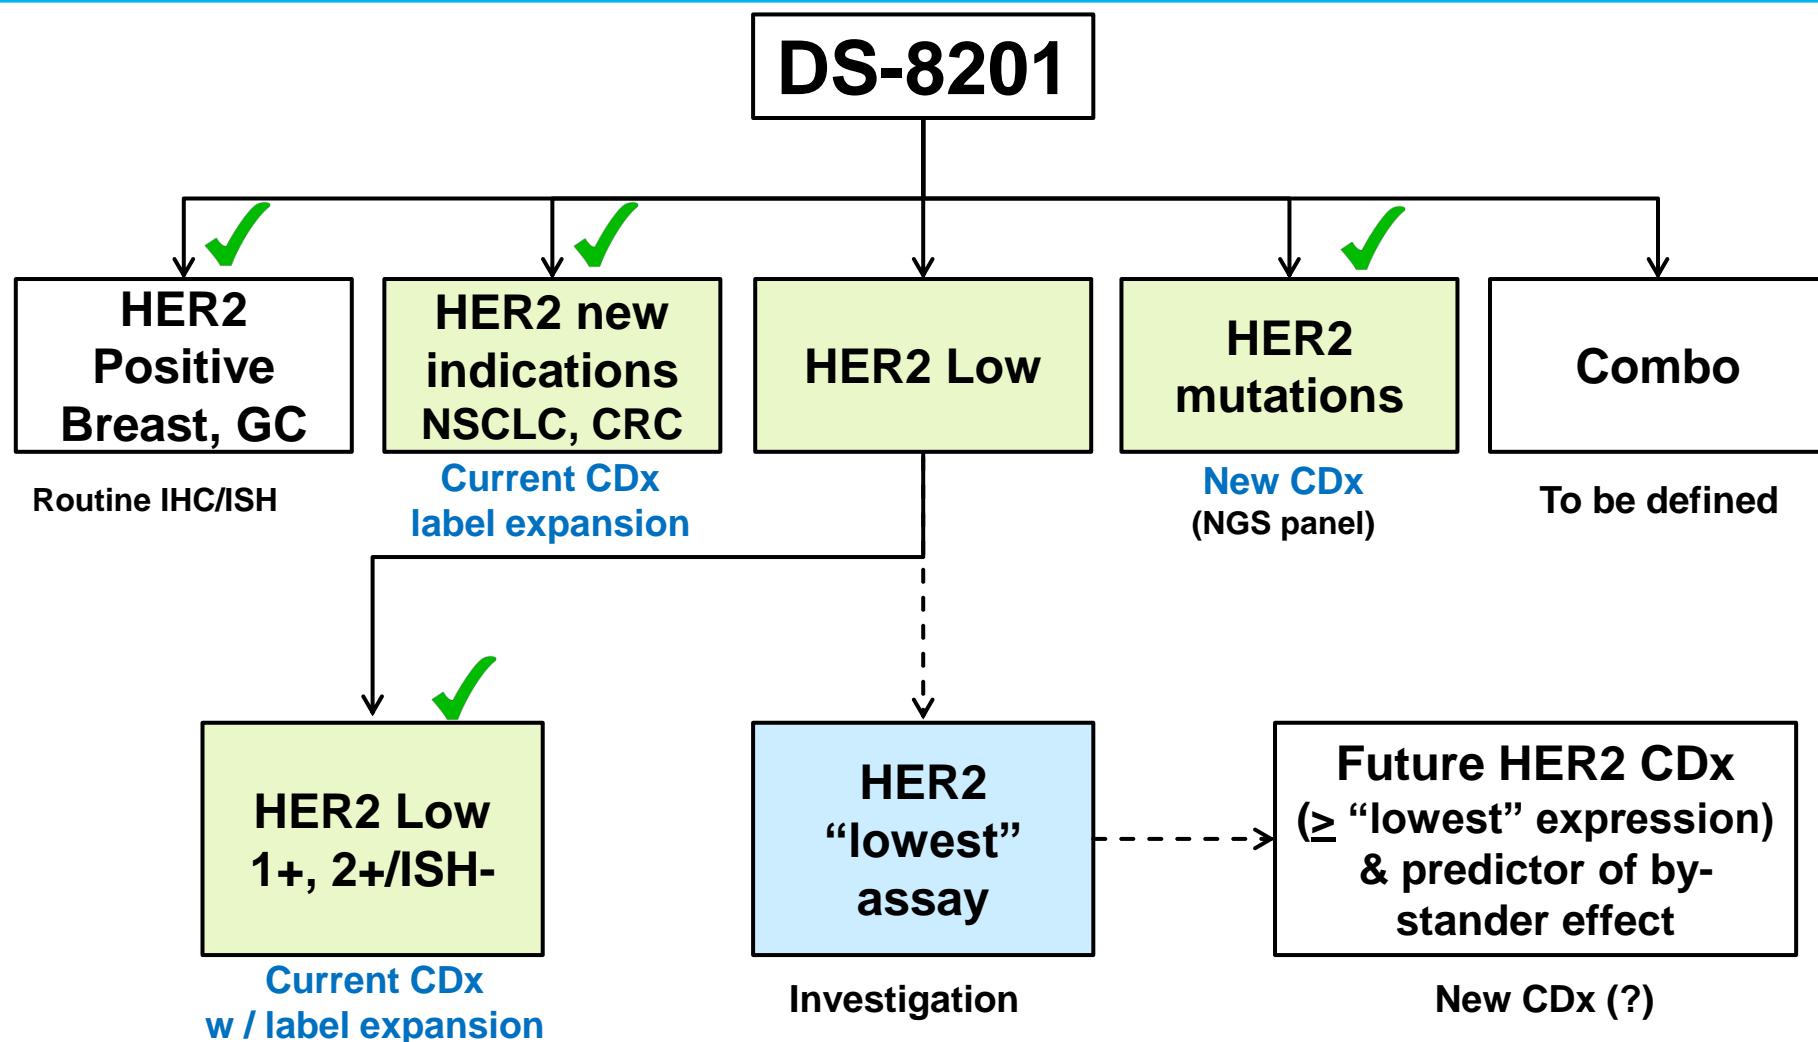 DS-8201
HER2
Positive
Breast, GC
HER2 new
indications
NSCLC, CRC
HER2 Low
HER2
mutations
Combo
Routine IHC/ISH
Current CDx
label expansion
New CDx
(NGS panel)
To be defined
HER2 Low
1+, 2+/ISH-
HER2
“lowest”
assay
Future HER2 CDx
(≥ “lowest” expression)
& predictor of by-
stander effect
Current CDx
w / label expansion
Investigation
New CDx (?)